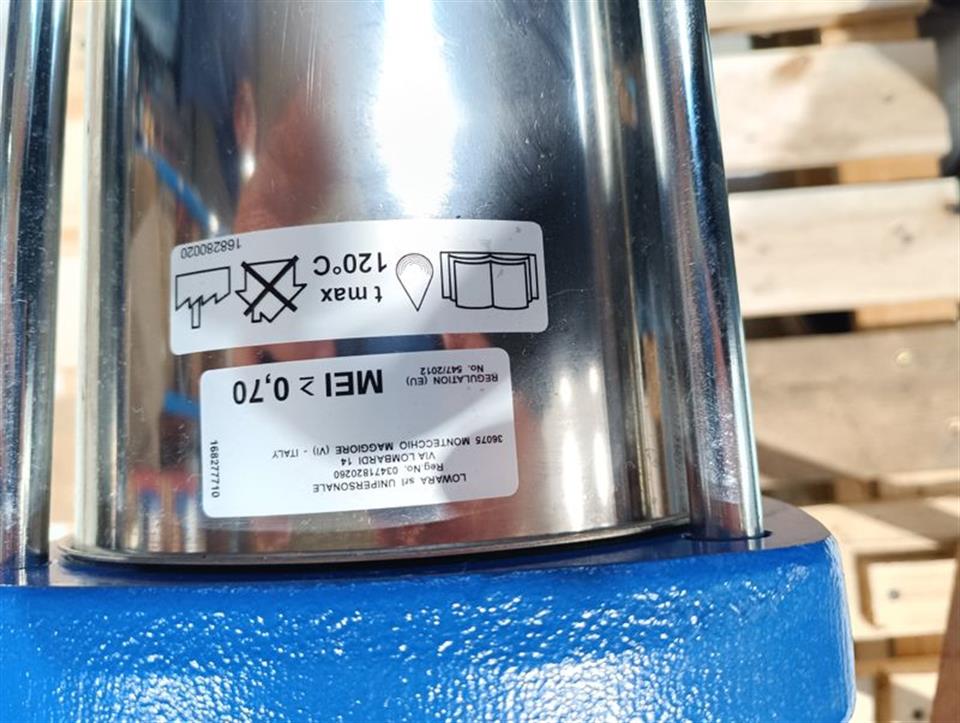 LOWARA srl UNIPERSONALE
Reg.No. 03471820260
VIA LOMBARDI 14
36075 MONTECCHIO MAGGIORE (VI) - ITALY
REGULATION (EU)
No. 547/2012
MEI ≥ 0,70
168277710
t max
120°C
168280020